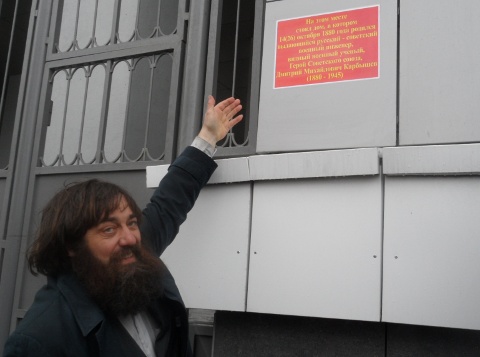 На этом месте
стоял дом, в котором
14(26) октября 1880 года родился
выдающийся русский – советский
военный инженер,
видный военный учёный,
Герой Советского союза,
Дмитрий Михайлович Карбышев
(1880 - 1945)